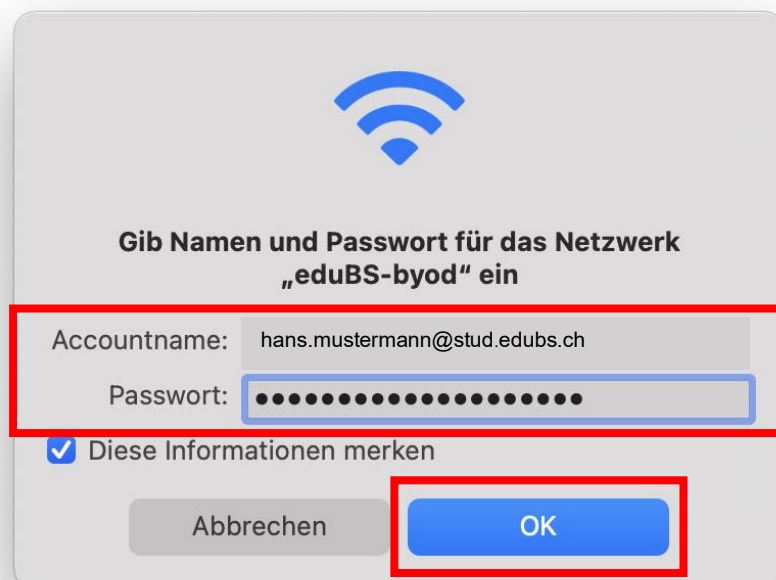 Gib Namen und Passwort für das Netzwerk
„eduBS-byod“ ein
Accountname: hans.mustermann@stud.edubs.ch
Passwort: ••••••••••••••••••••
Diese Informationen merken
Abbrechen OK